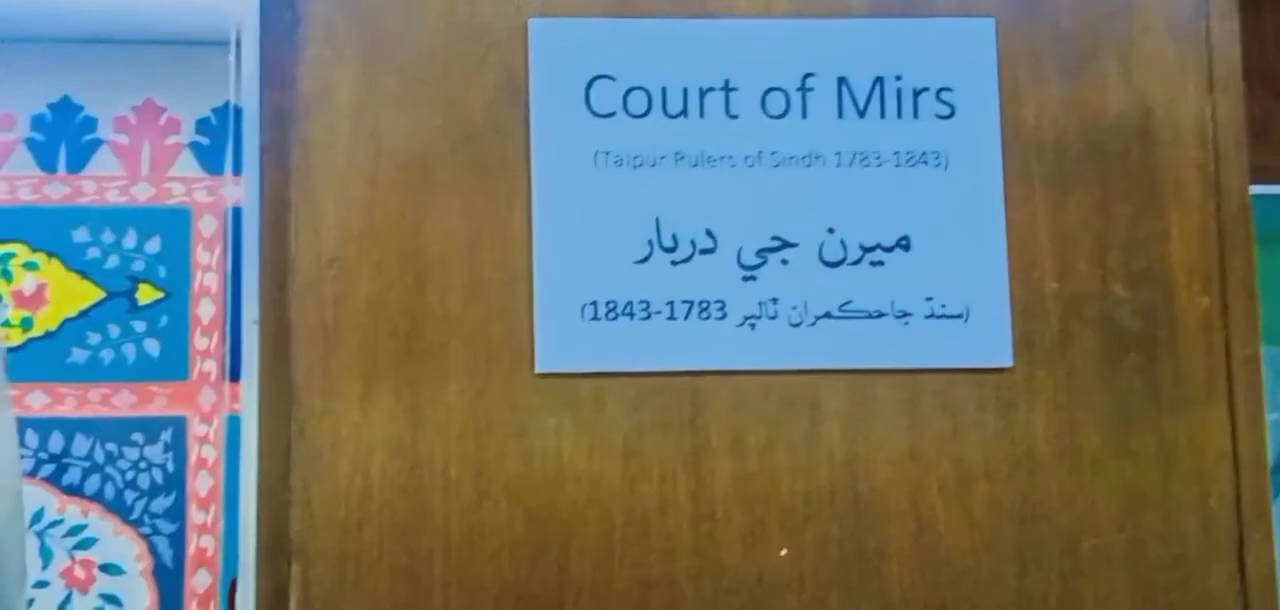 Court of Mirs
(Talpur Rulers of Sindh 1783-1843)
ميرن جي دربار
(سنڌ جاحڪمران ٽالپر 1783-1843)